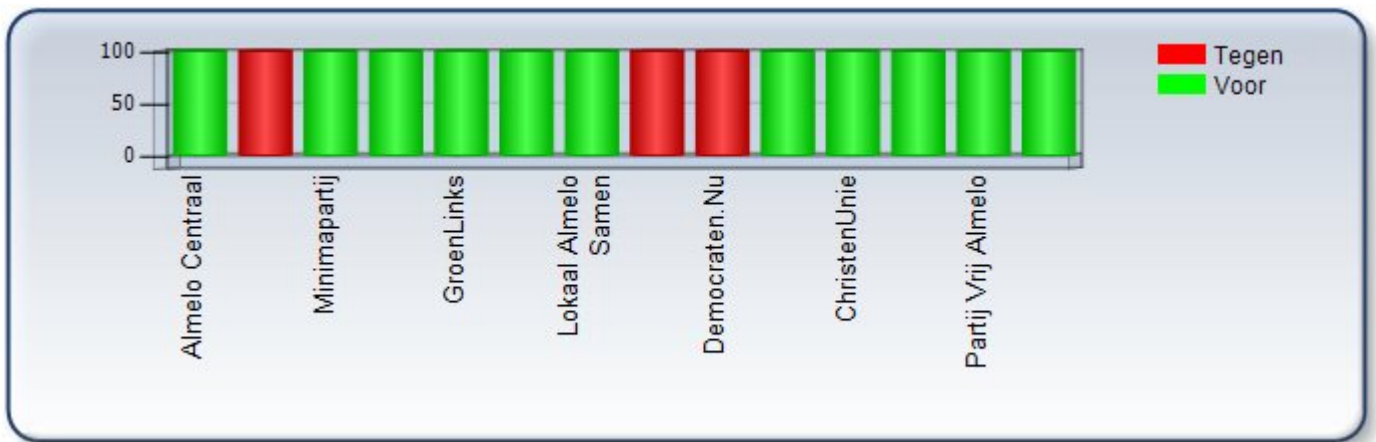 100
50
0
Tegen
Voor
Almelo Centraal
Minimapartij
GroenLinks
Lokaal Almelo
Samen
Democraten.Nu
ChristenUnie
Partij Vrij Almelo